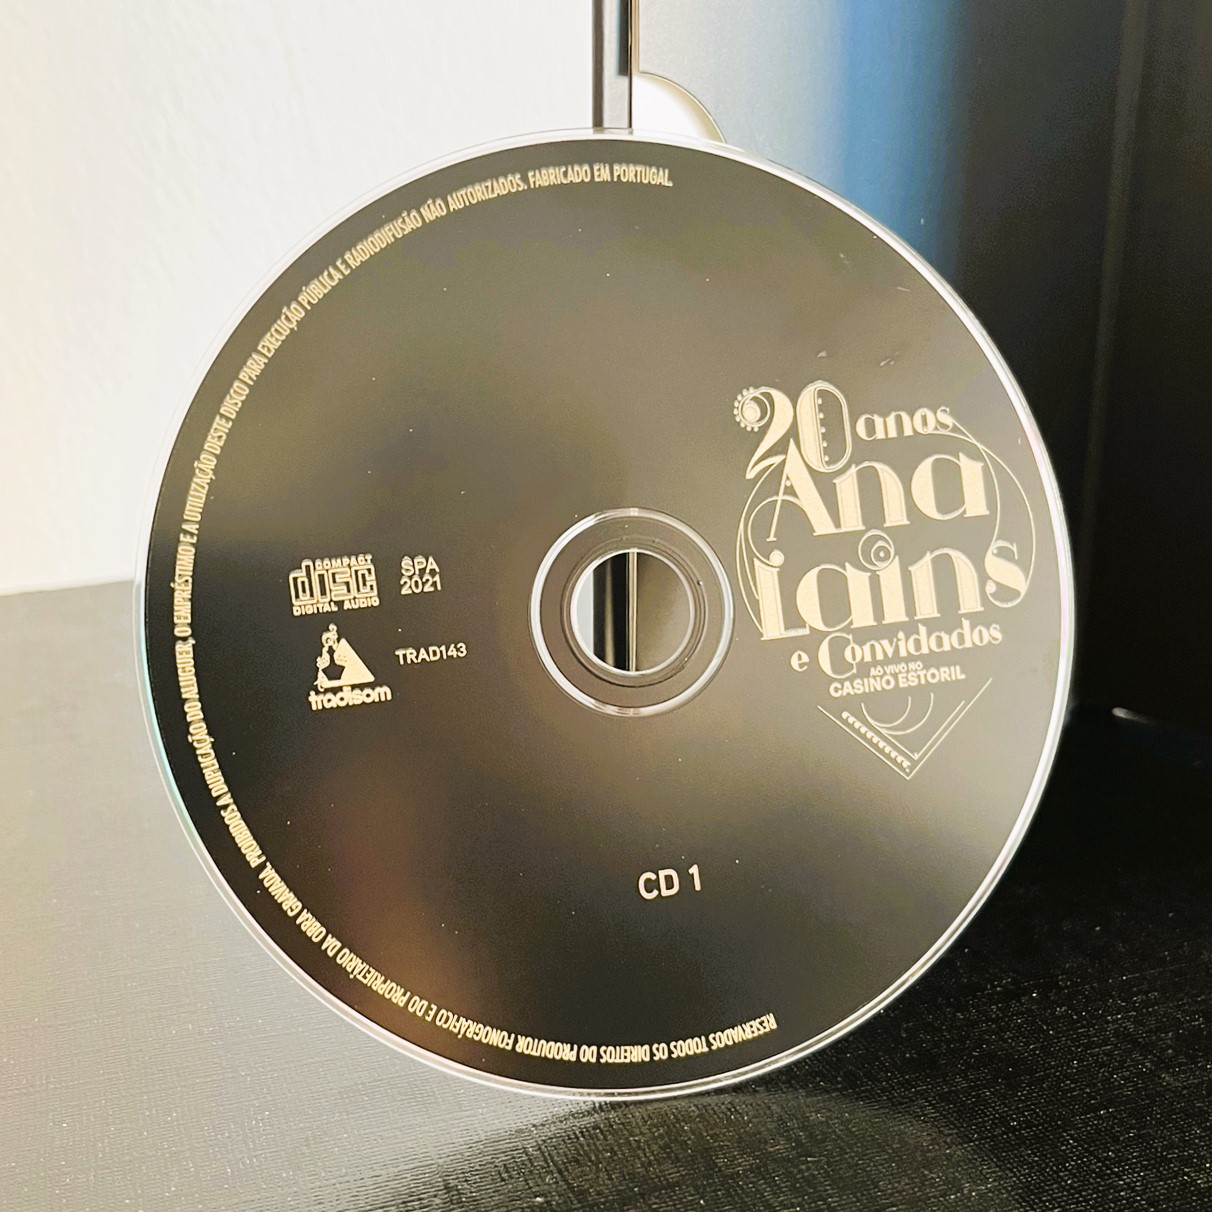 RESERVADOS TODOS OS DIREITOS DO PRODUTOR FONOGRÁFICO E DO PROPRIETÁRIO DA OBRA GRAVADA. PROIBIDOS A DUPLICAÇÃO DO ALUGUER, O EMPRÉSTIMO E A UTILIZAÇÃO DESTE DISCO PARA EXECUÇÃO PÚBLICA E RADIODIFUSÃO NÃO AUTORIZADOS. FABRICADO EM PORTUGAL.
20 anos
Ana
Lains
e Convidados
AO VIVO NO
CASINO ESTORIL
COMPACT
disc
DIGITAL AUDIO
SPA
2021
TRAD143
tradisom
CD 1